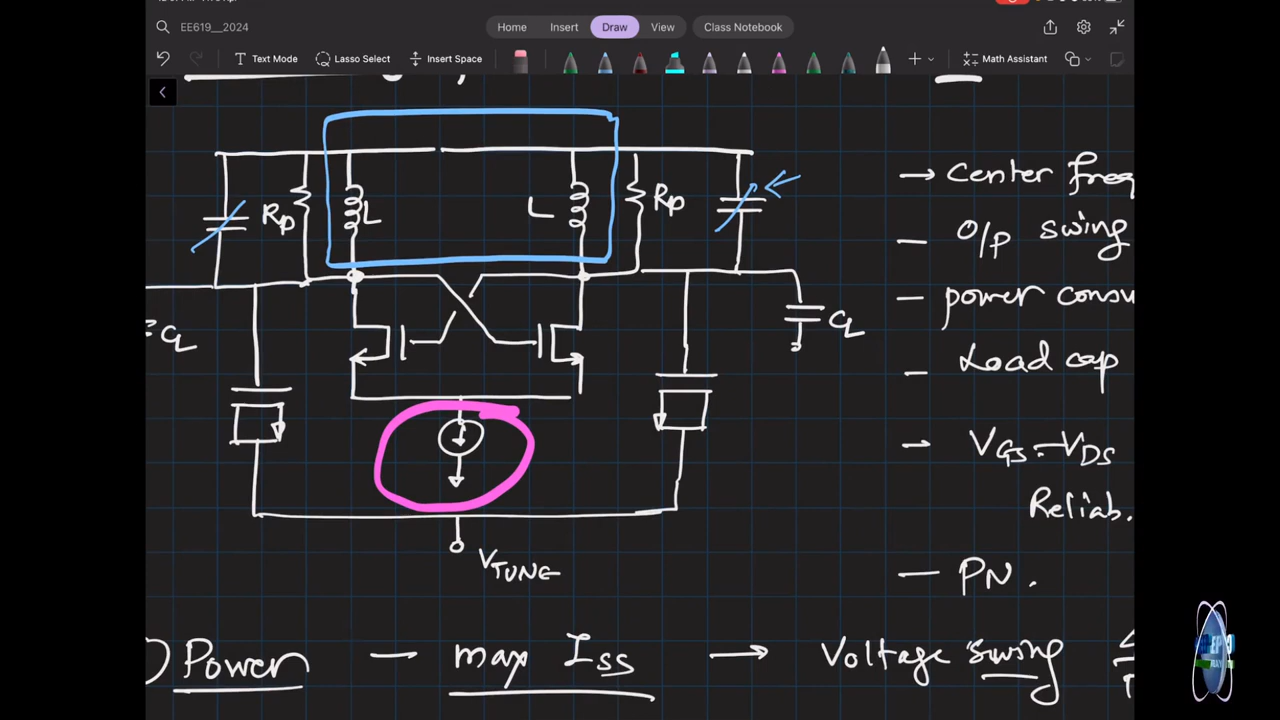 EE619__2024
Home Insert Draw View Class Notebook
Text Mode Lasso Select Insert Space Math Assistant
→ Center freq
Rp L L Rp
- O/P swing
- power consu
CL CL
- Load cap
→ VGS - VDS
Reliab.
VTUNE
- PN.
) Power - max ISS → Voltage swing